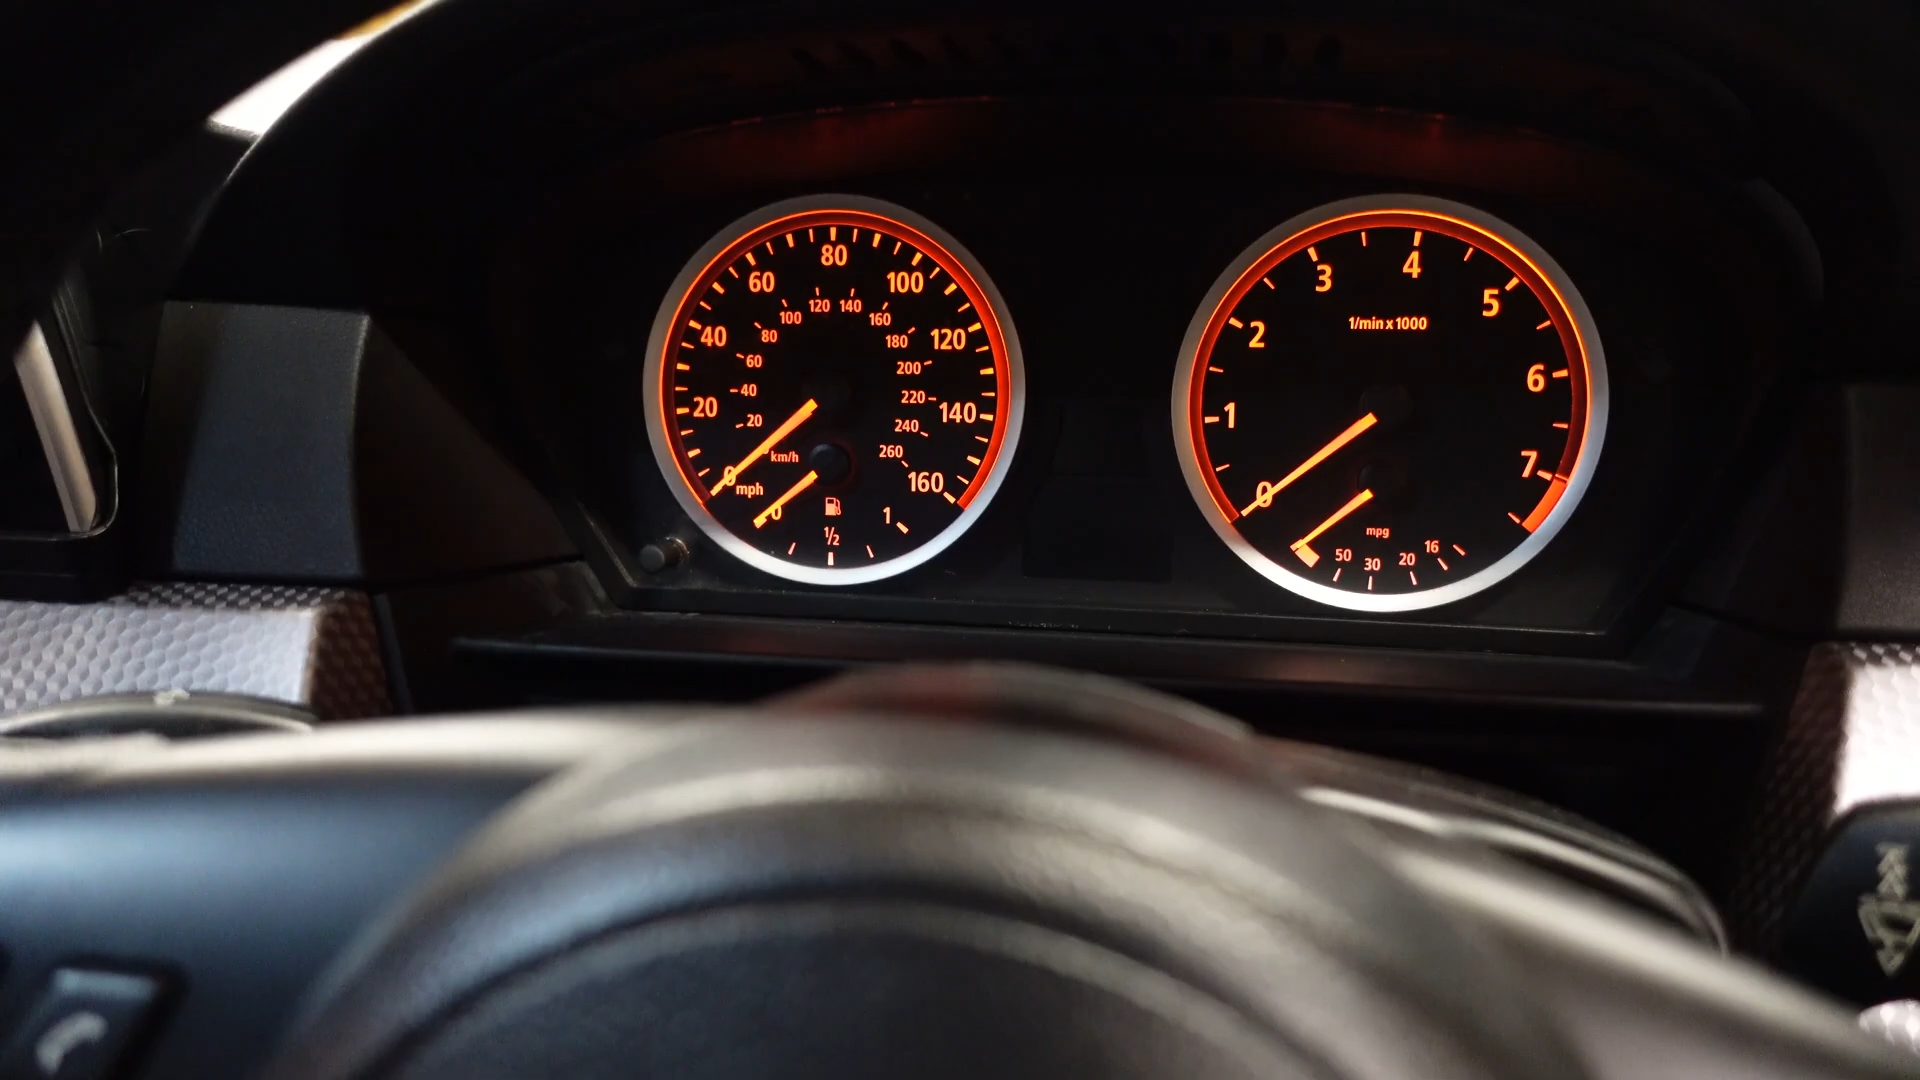 0 20 40 60 80 100 120 140 160
mph
20 40 60 80 100 120 140 160 180 200 220 240 260
km/h
0 1/2 1
0 1 2 3 4 5 6 7
1/min x 1000
mpg
50 30 20 16